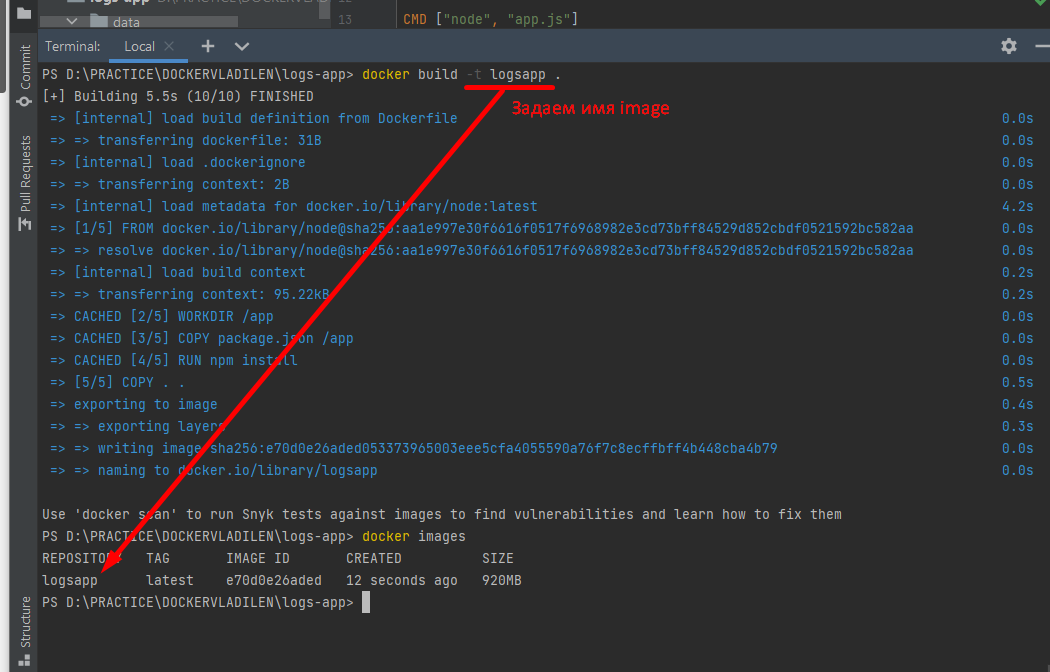 data
12
13 CMD ["node", "app.js"]
Terminal: Local × + 
PS D:\PRACTICE\DOCKERVLADILEN\logs-app> docker build -t logsapp .
[+] Building 5.5s (10/10) FINISHED
Задаем имя image
=> [internal] load build definition from Dockerfile 0.0s
=> => transferring dockerfile: 31B 0.0s
=> [internal] load .dockerignore 0.0s
=> => transferring context: 2B 0.0s
=> [internal] load metadata for docker.io/library/node:latest 4.2s
=> [1/5] FROM docker.io/library/node@sha256:aa1e997e30f6616f0517f6968982e3cd73bff84529d852cbdf0521592bc582aa 0.0s
=> => resolve docker.io/library/node@sha256:aa1e997e30f6616f0517f6968982e3cd73bff84529d852cbdf0521592bc582aa 0.0s
=> [internal] load build context 0.2s
=> => transferring context: 95.22kB 0.2s
=> CACHED [2/5] WORKDIR /app 0.0s
=> CACHED [3/5] COPY package.json /app 0.0s
=> CACHED [4/5] RUN npm install 0.0s
=> [5/5] COPY . . 0.5s
=> exporting to image 0.4s
=> => exporting layers 0.3s
=> => writing image sha256:e70d0e26aded053373965003eee5cfa4055590a76f7c8ecffbff4b448cba4b79 0.0s
=> => naming to docker.io/library/logsapp 0.0s
Use 'docker scan' to run Snyk tests against images to find vulnerabilities and learn how to fix them
PS D:\PRACTICE\DOCKERVLADILEN\logs-app> docker images
REPOSITORY TAG IMAGE ID CREATED SIZE
logsapp latest e70d0e26aded 12 seconds ago 920MB
PS D:\PRACTICE\DOCKERVLADILEN\logs-app>
Commit
Pull Requests
Structure